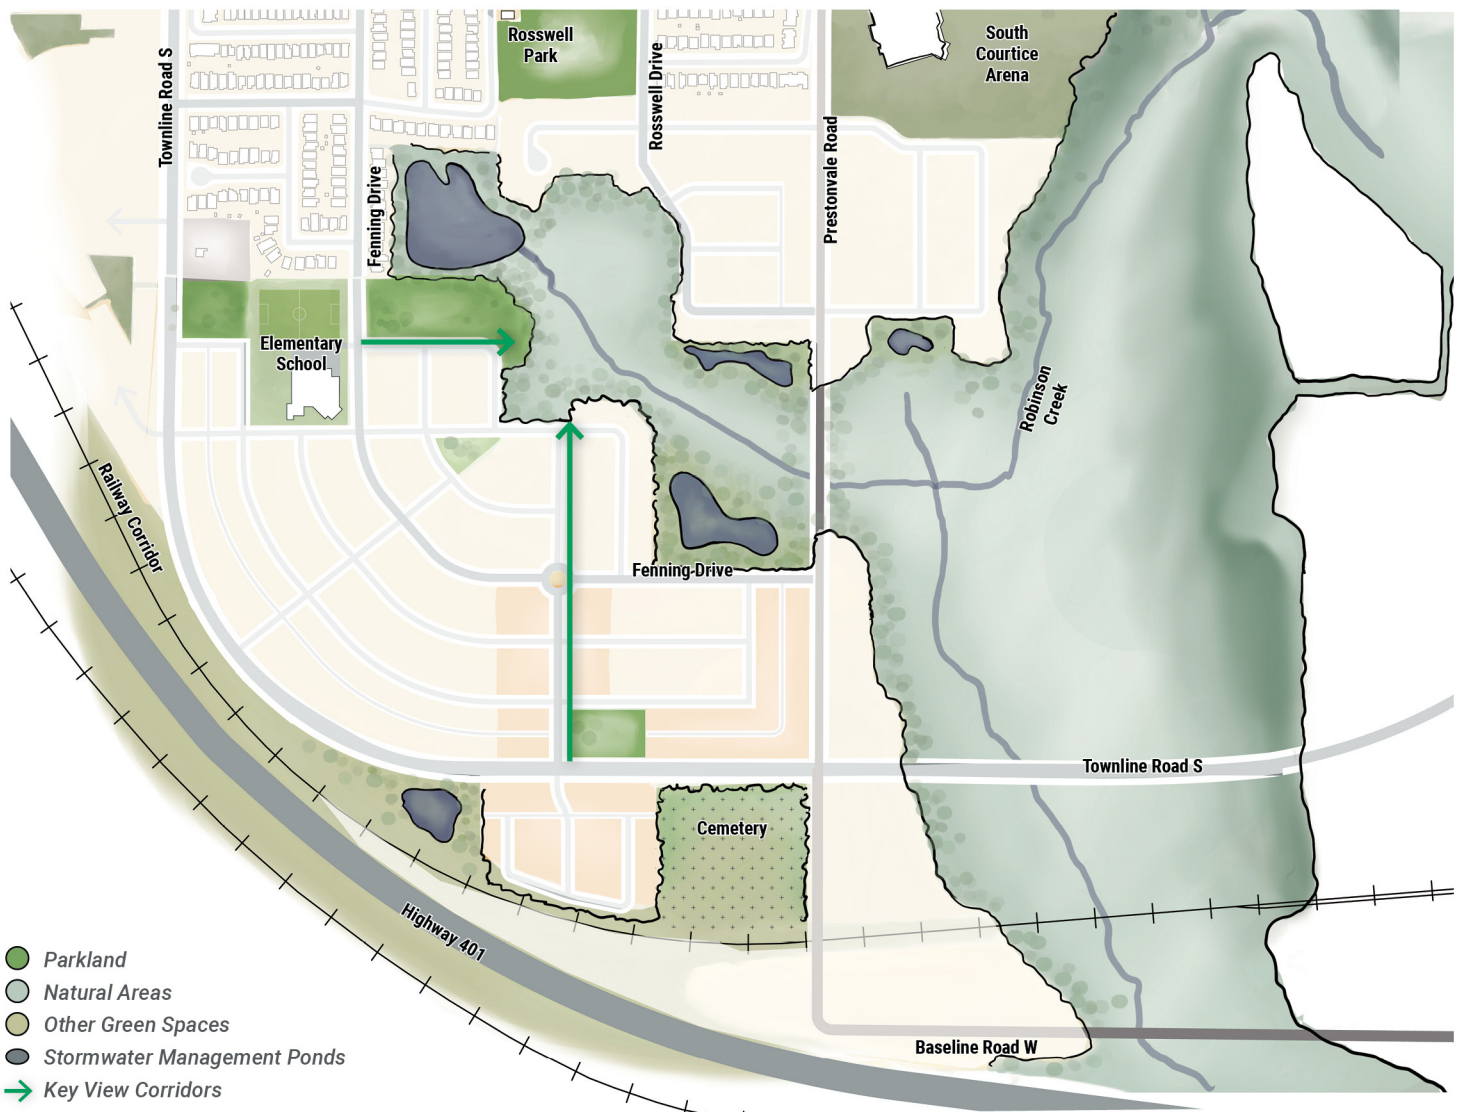 Rosswell
Park
South
Courtice
Arena
Townline Road S
Rosswell Drive
Prestonvale Road
Fenning Drive
Elementary
School
Robinson
Creek
Railway Corridor
Fenning Drive
Townline Road S
Cemetery
Highway 401
Baseline Road W
Parkland
Natural Areas
Other Green Spaces
Stormwater Management Ponds
Key View Corridors